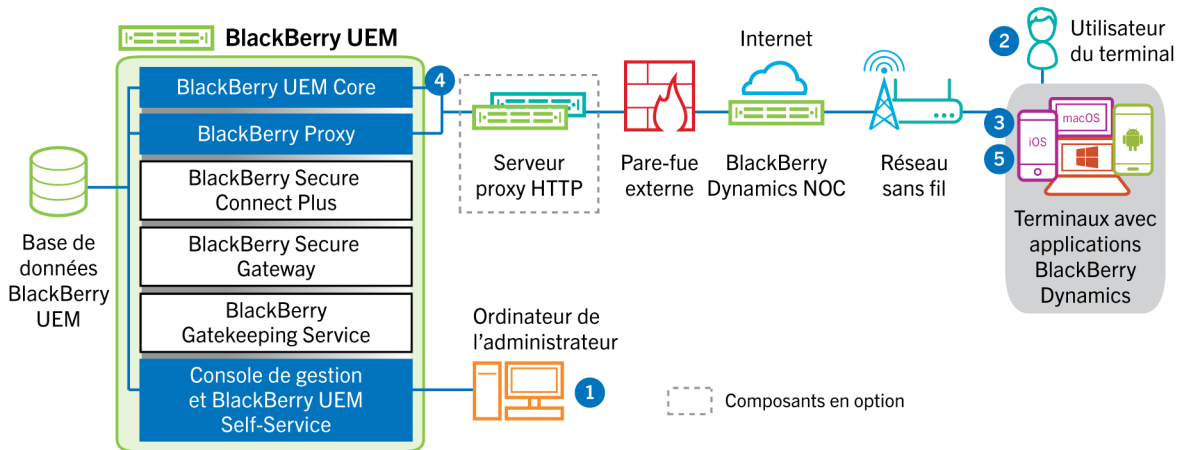 BlackBerry UEM
BlackBerry UEM Core
4
BlackBerry Proxy
BlackBerry Secure
Connect Plus
BlackBerry Secure
Gateway
BlackBerry
Gatekeeping Service
Console de gestion
et BlackBerry UEM
Self-Service
Base de
données
BlackBerry
UEM
Serveur
proxy HTTP
Pare-fue
externe
Internet
BlackBerry
Dynamics NOC
Réseau
sans fil
2
Utilisateur
du terminal
3
5
iOS
macOS
Terminaux avec
applications
BlackBerry
Dynamics
Ordinateur de
l'administrateur
1
Composants en option